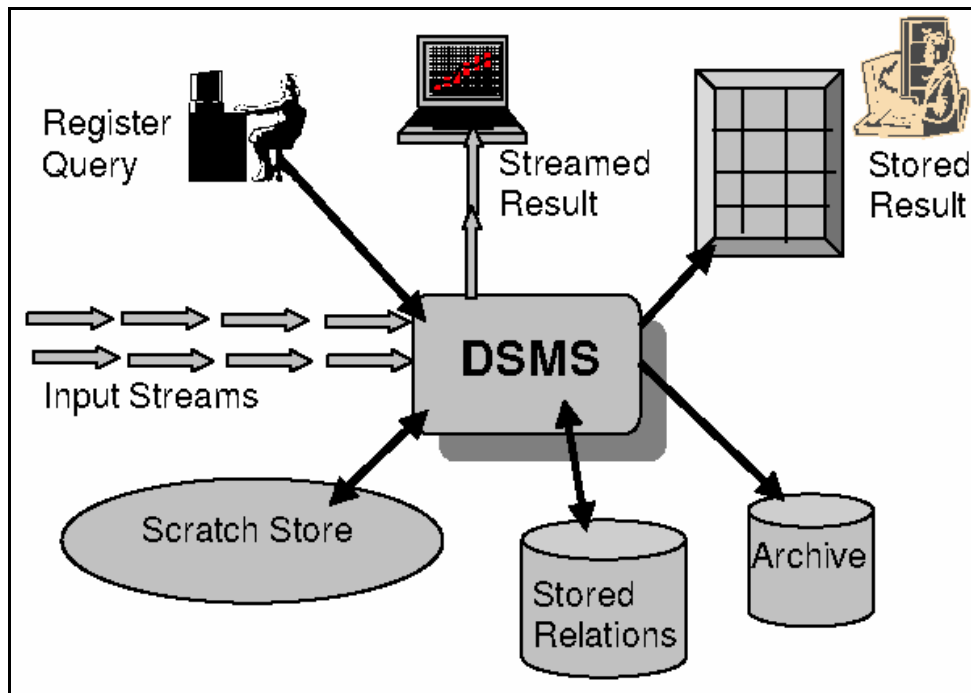 Register
Query
Streamed
Result
Stored
Result
Input Streams
DSMS
Scratch Store
Stored
Relations
Archive